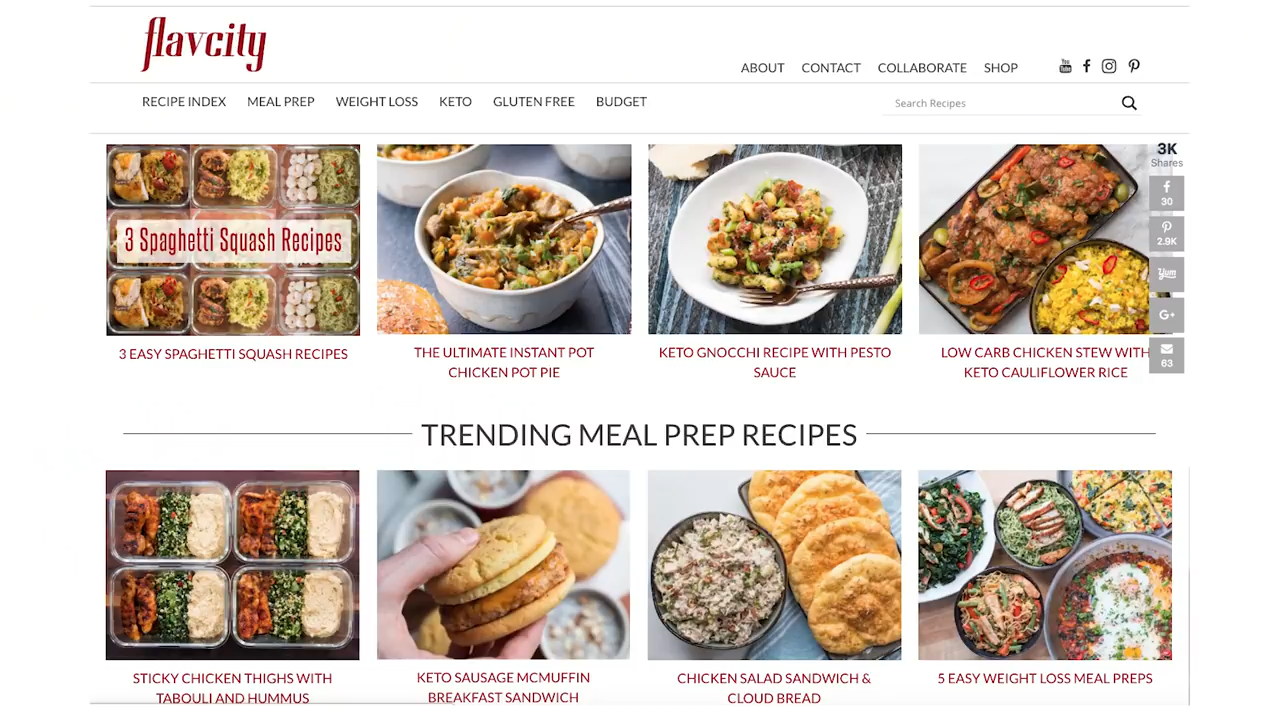 flavcity
ABOUT CONTACT COLLABORATE SHOP
RECIPE INDEX MEAL PREP WEIGHT LOSS KETO GLUTEN FREE BUDGET
Search Recipes
3K
Shares
30
2.9K
Yum
G+
63
3 Spaghetti Squash Recipes
3 EASY SPAGHETTI SQUASH RECIPES
THE ULTIMATE INSTANT POT
CHICKEN POT PIE
KETO GNOCCHI RECIPE WITH PESTO
SAUCE
LOW CARB CHICKEN STEW WITH
KETO CAULIFLOWER RICE
TRENDING MEAL PREP RECIPES
STICKY CHICKEN THIGHS WITH
TABOULI AND HUMMUS
KETO SAUSAGE MCMUFFIN
BREAKFAST SANDWICH
CHICKEN SALAD SANDWICH &
CLOUD BREAD
5 EASY WEIGHT LOSS MEAL PREPS